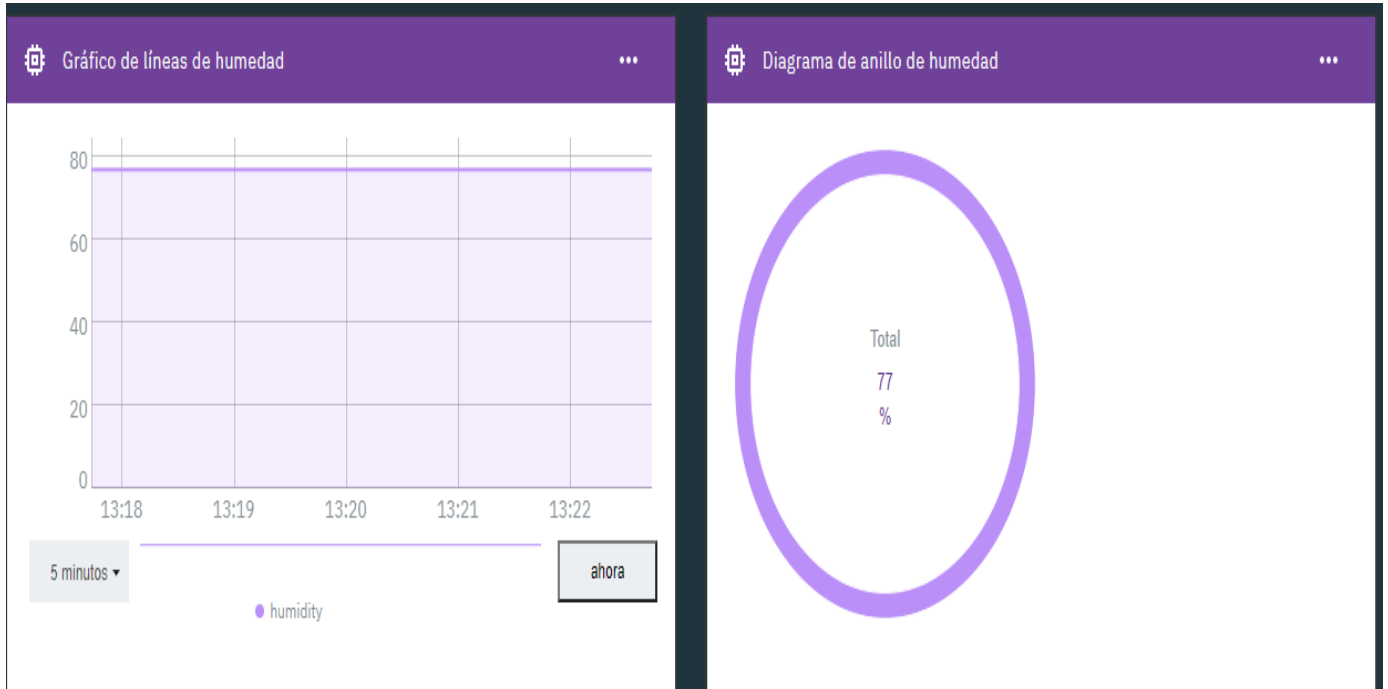 Gráfico de líneas de humedad
•••
Diagrama de anillo de humedad
•••
80
60
40
20
0
13:18
13:19
13:20
13:21
13:22
5 minutos
ahora
humidity
Total
77
%